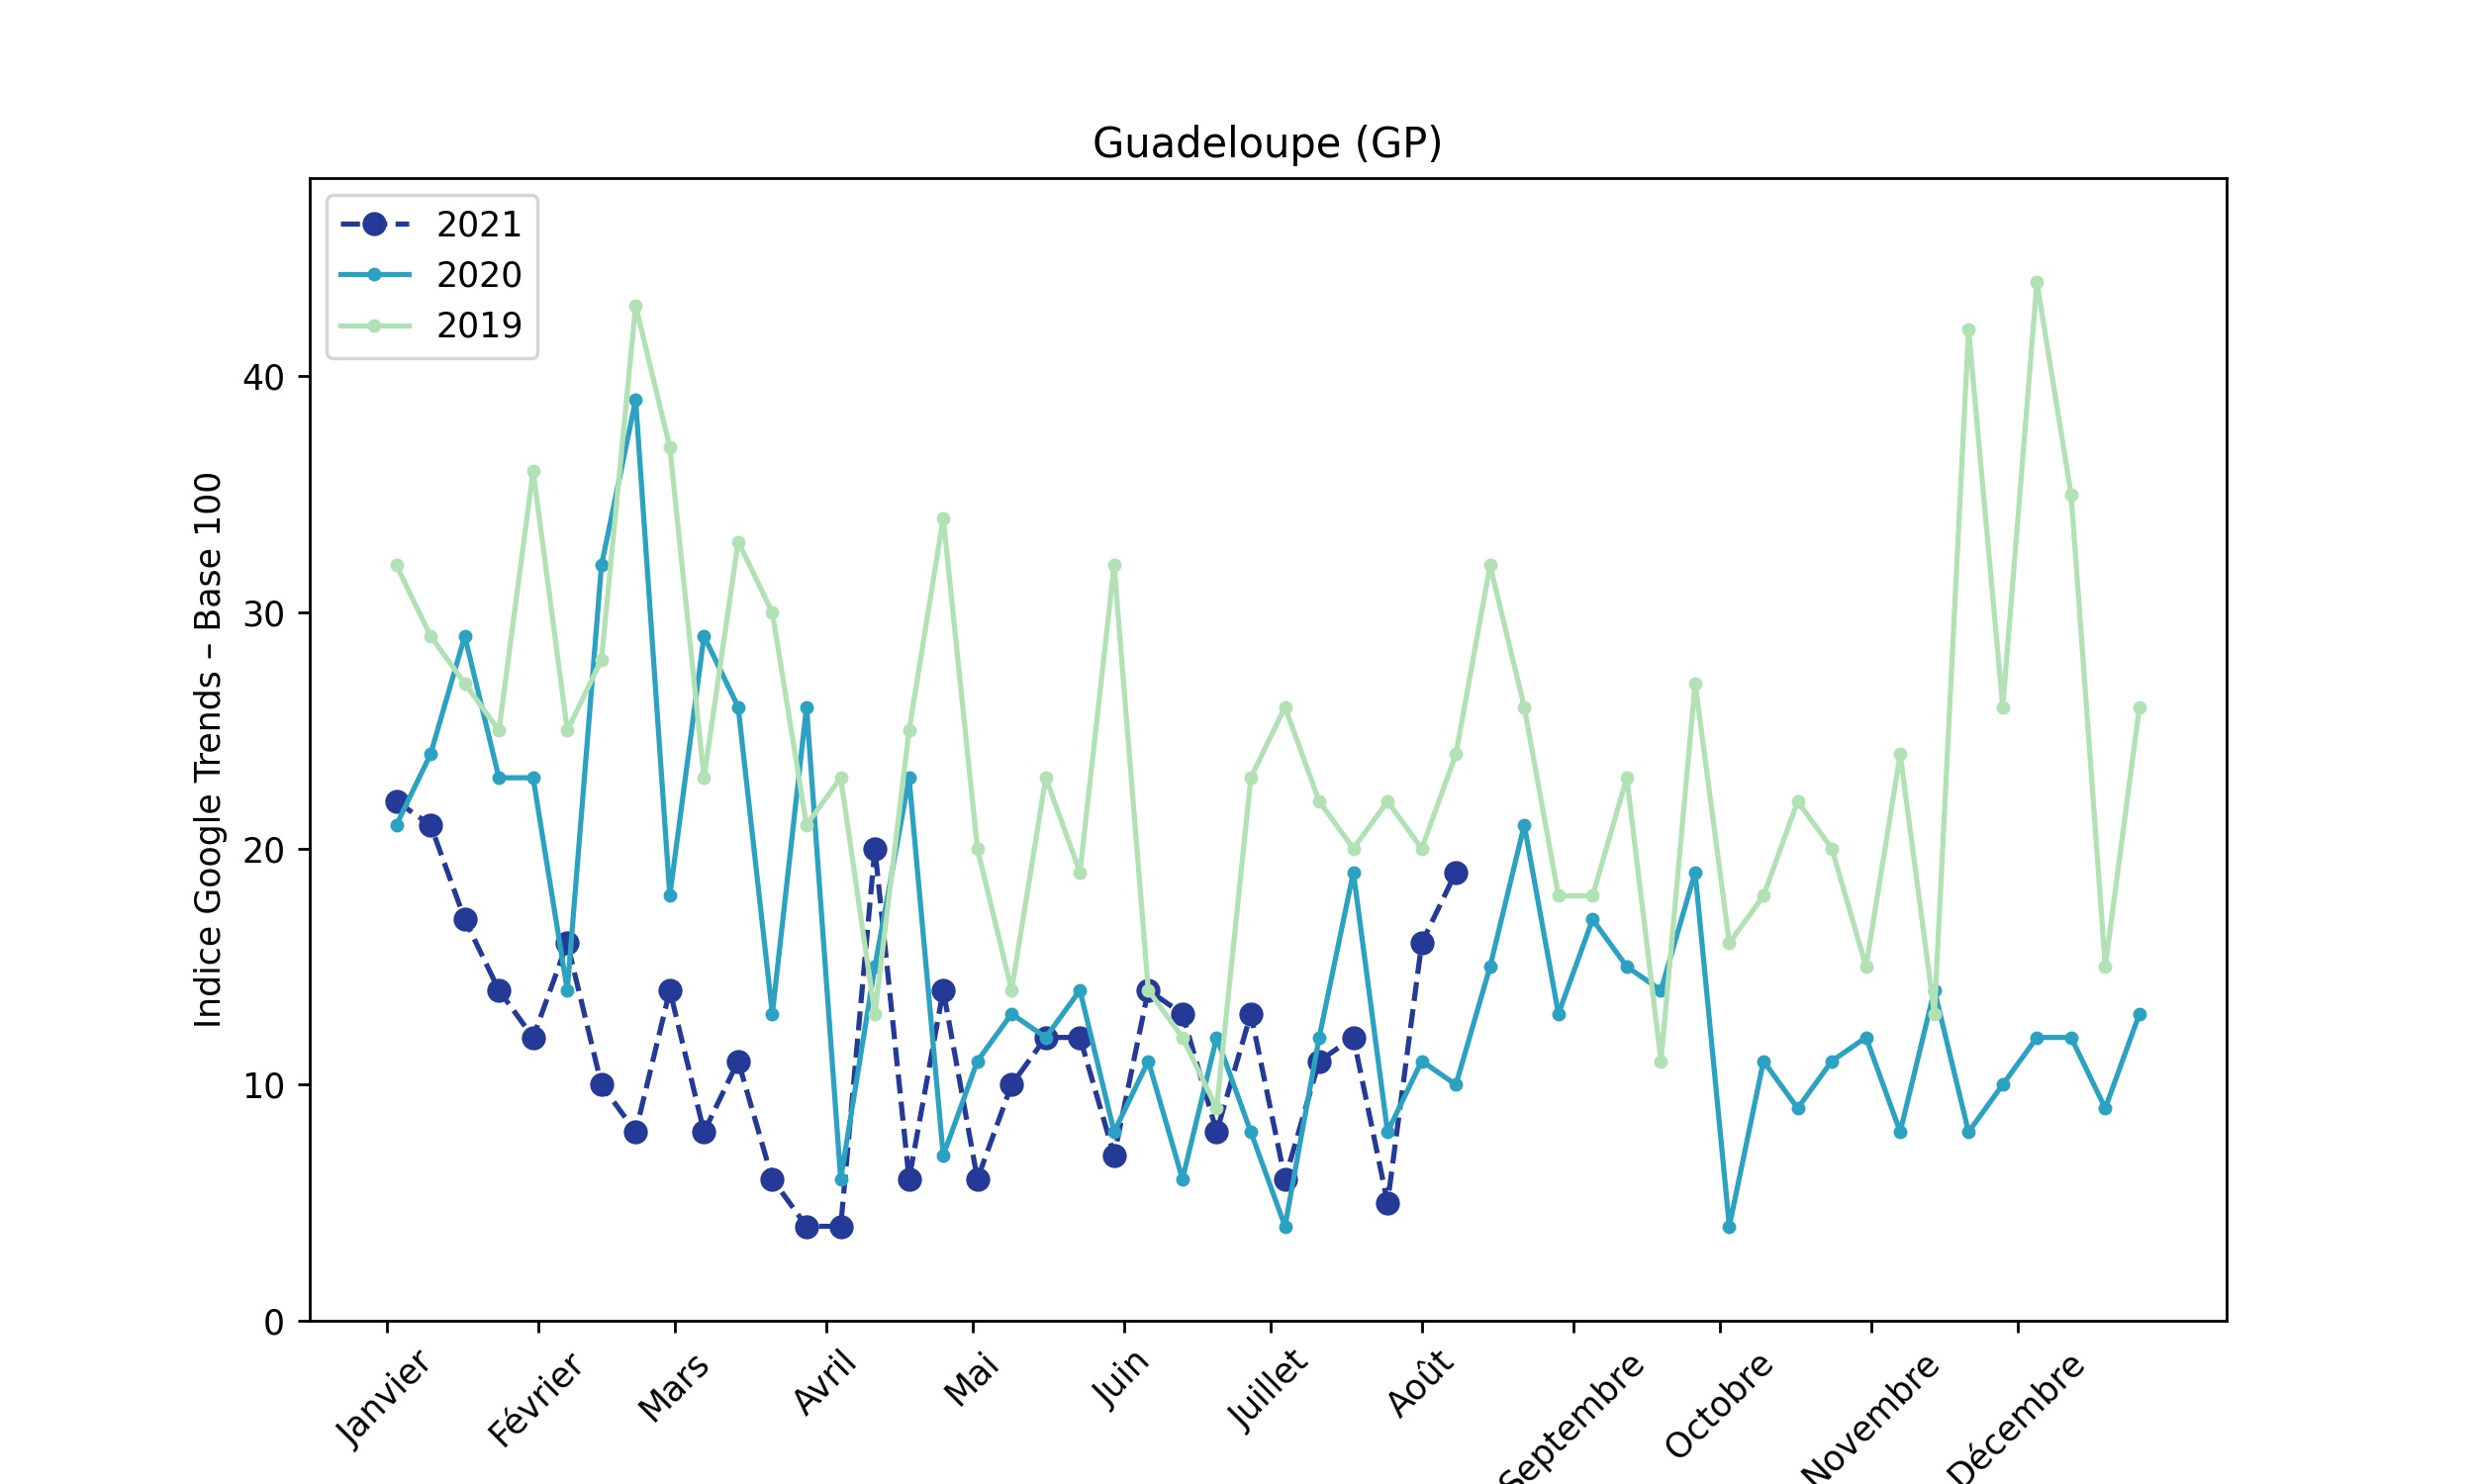 Guadeloupe (GP)
2021
2020
2019
Indice Google Trends – Base 100
40
30
20
10
0
Janvier
Février
Mars
Avril
Mai
Juin
Juillet
Août
Septembre
Octobre
Novembre
Décembre